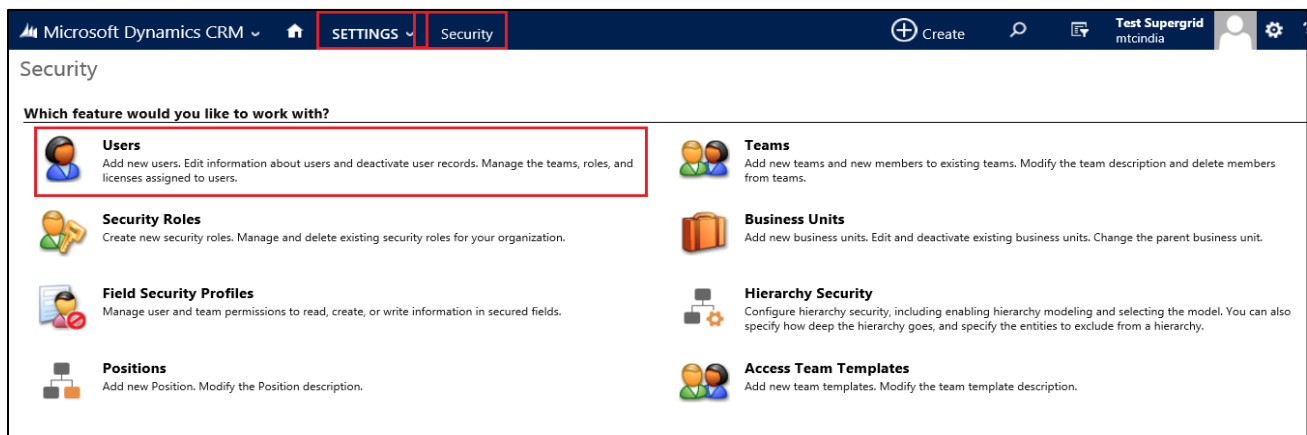 Microsoft Dynamics CRM SETTINGS Security Create Test Supergrid
mtcindia
Security
Which feature would you like to work with?
Users
Add new users. Edit information about users and deactivate user records. Manage the teams, roles, and
licenses assigned to users.
Teams
Add new teams and new members to existing teams. Modify the team description and delete members
from teams.
Security Roles
Create new security roles. Manage and delete existing security roles for your organization.
Business Units
Add new business units. Edit and deactivate existing business units. Change the parent business unit.
Field Security Profiles
Manage user and team permissions to read, create, or write information in secured fields.
Hierarchy Security
Configure hierarchy security, including enabling hierarchy modeling and selecting the model. You can also
specify how deep the hierarchy goes, and specify the entities to exclude from a hierarchy.
Positions
Add new Position. Modify the Position description.
Access Team Templates
Add new team templates. Modify the team template description.